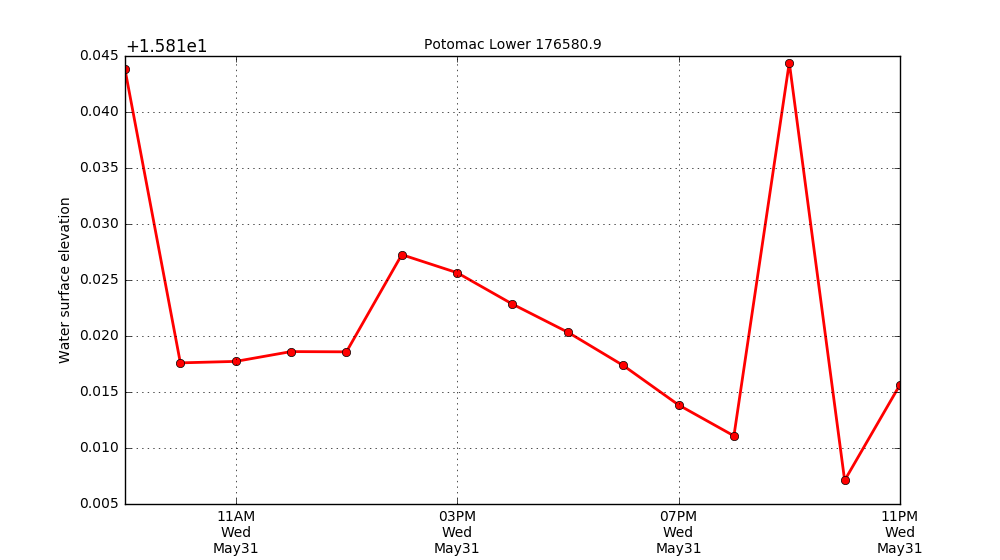 +1.581e1
Potomac Lower 176580.9
0.045
0.040
0.035
0.030
0.025
0.020
0.015
0.010
0.005
Water surface elevation
11AM
Wed
May31
03PM
Wed
May31
07PM
Wed
May31
11PM
Wed
May31